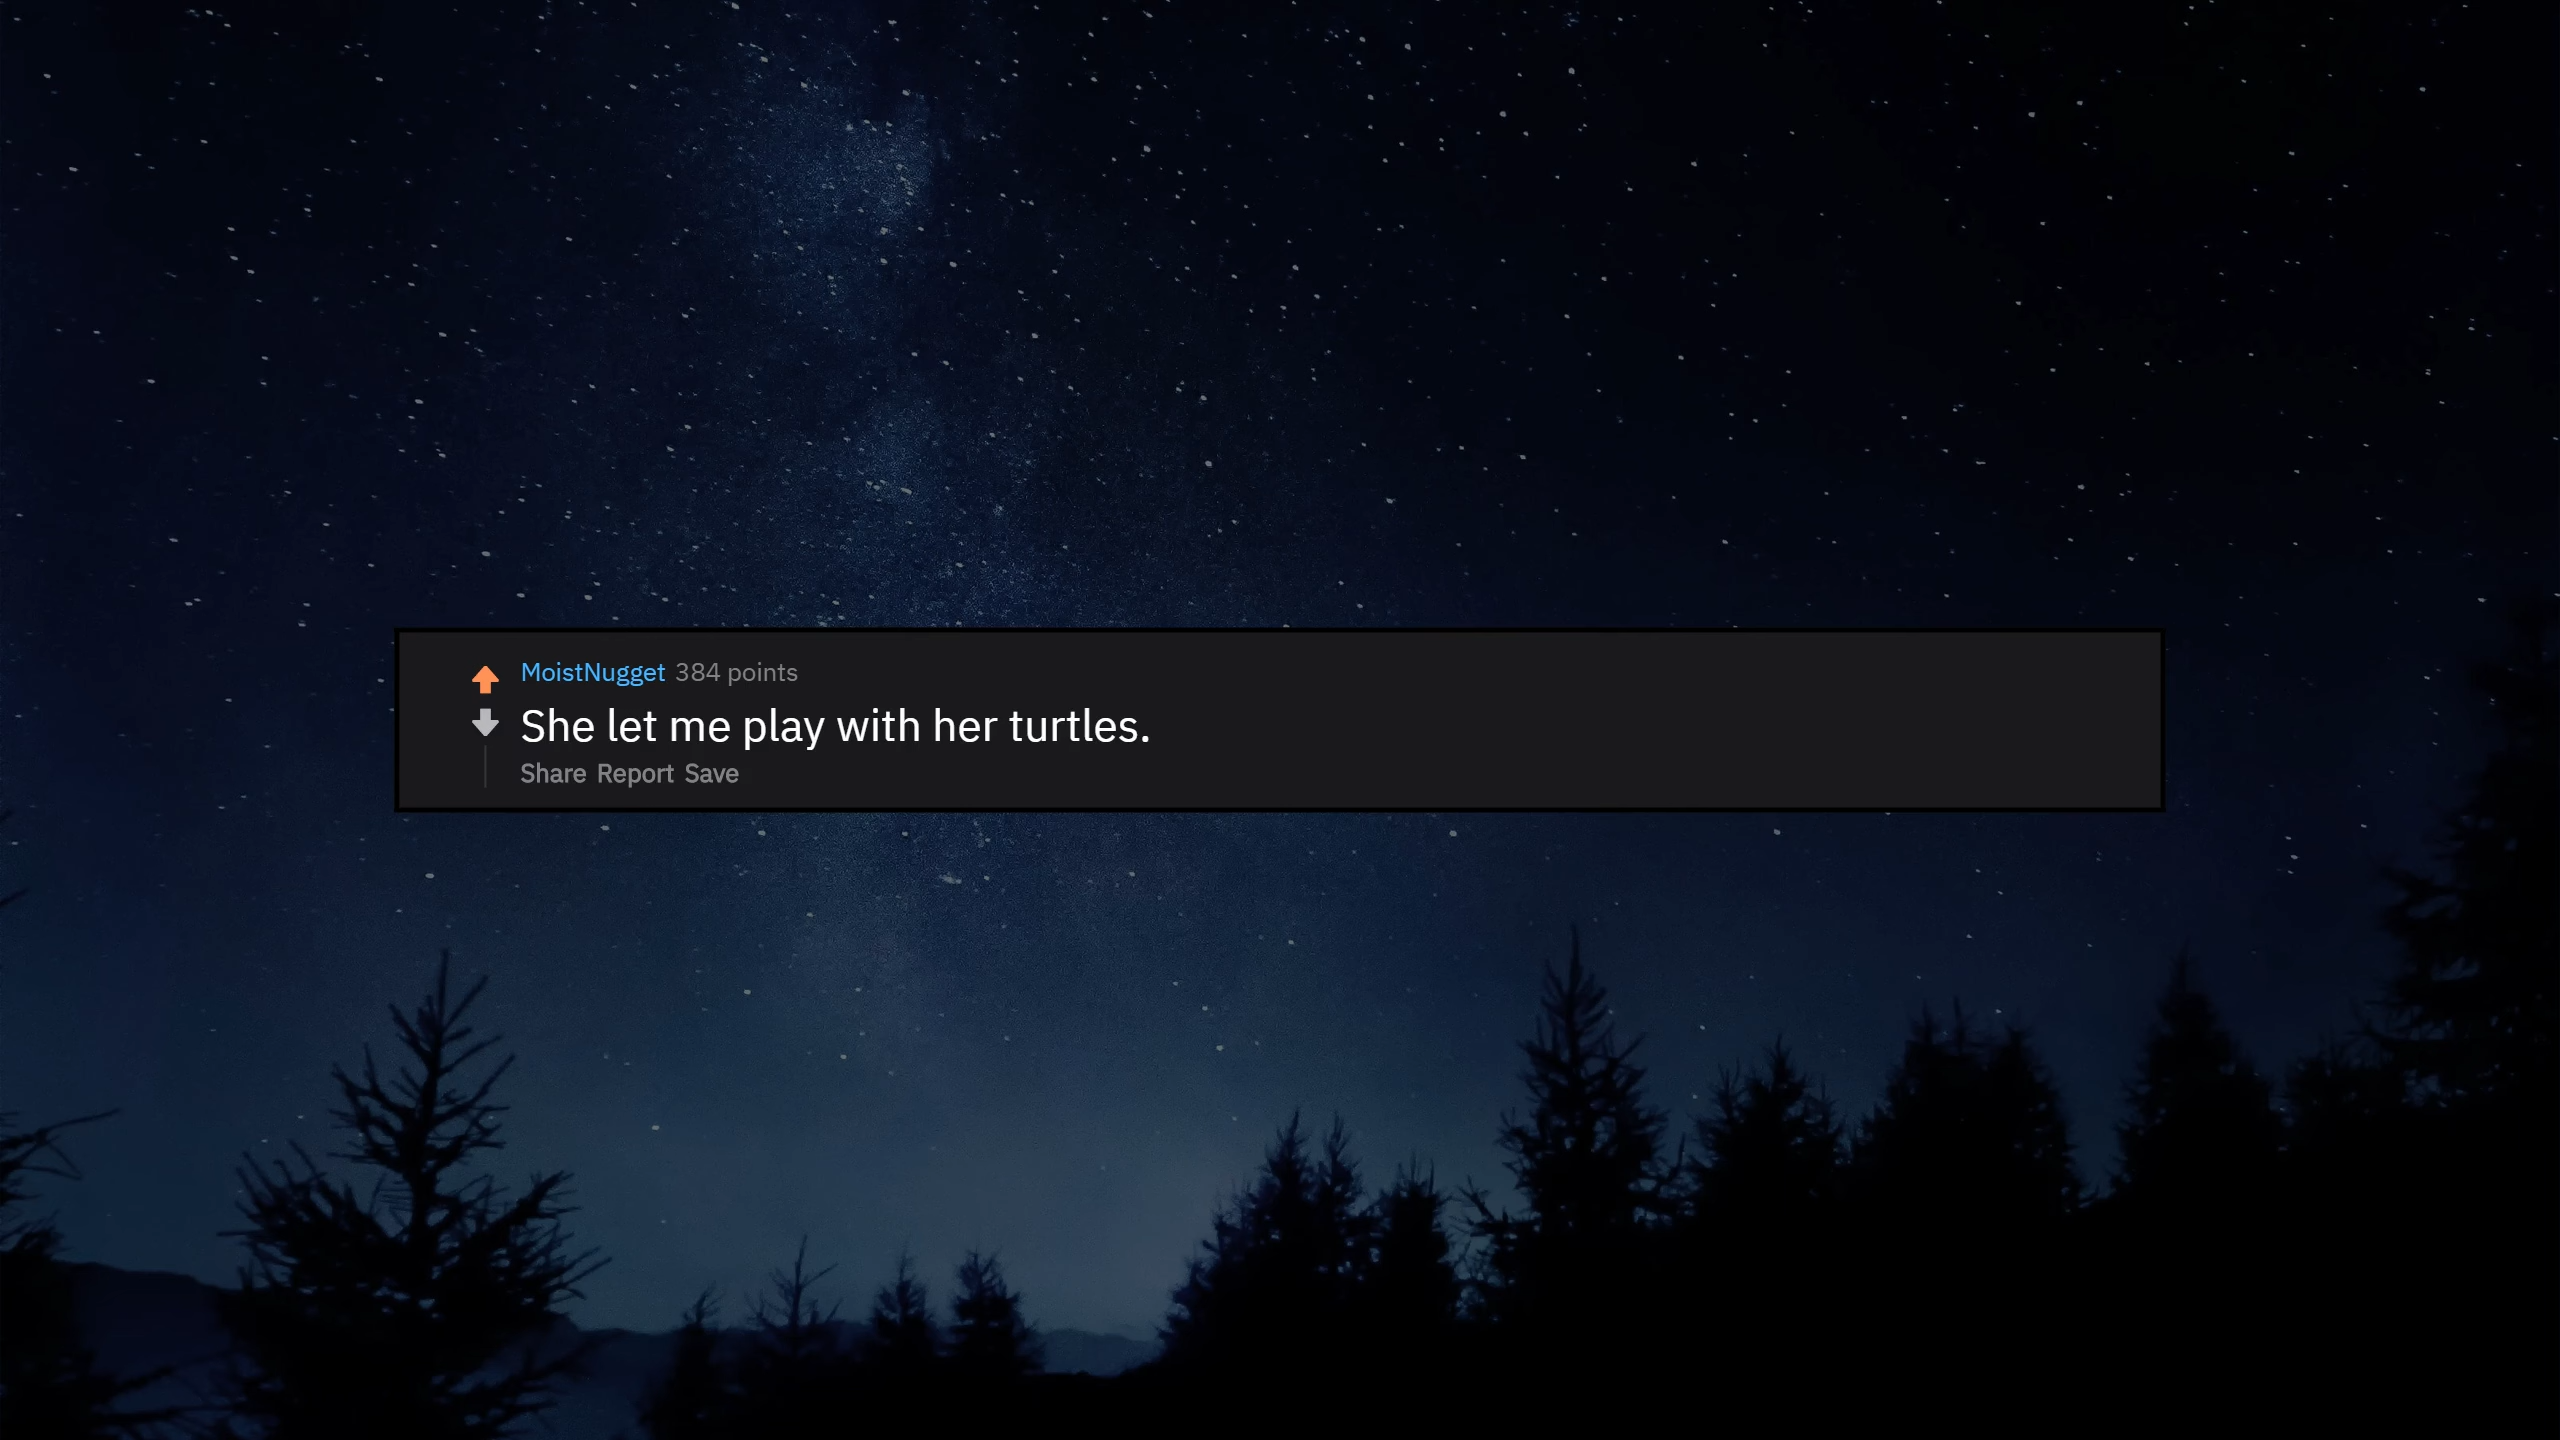 MoistNugget 384 points
She let me play with her turtles.
Share Report Save